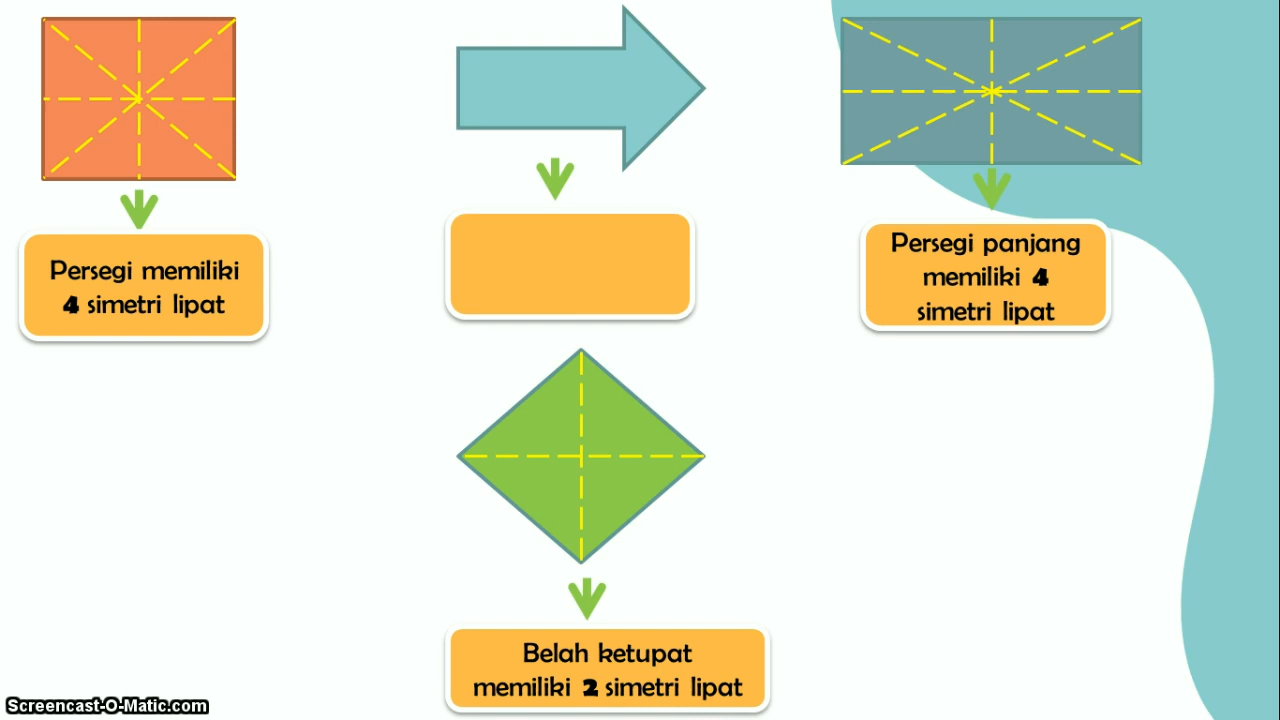 Persegi memiliki
4 simetri lipat
Persegi panjang
memiliki 4
simetri lipat
Belah ketupat
memiliki 2 simetri lipat
Screencast-O-Matic.com